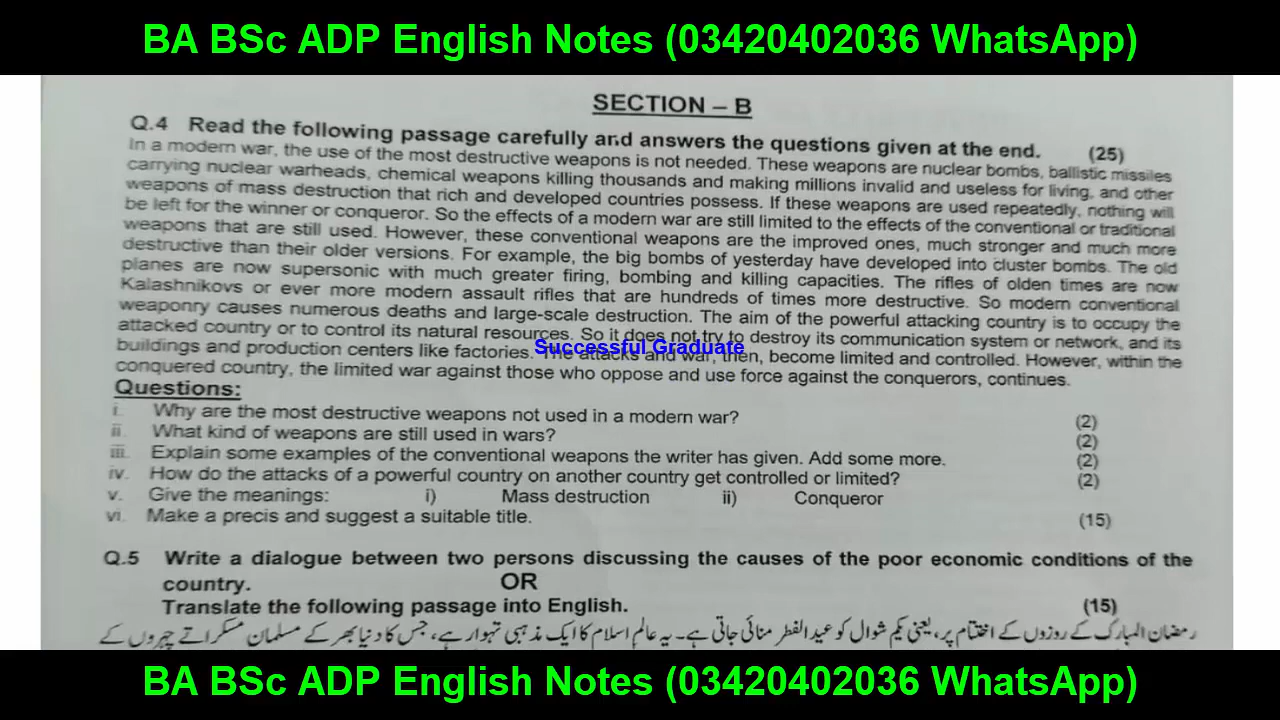 BA BSc ADP English Notes (03420402036 WhatsApp)
SECTION – B
Q.4 Read the following passage carefully and answers the questions given at the end. (25)
In a modern war, the use of the most destructive weapons is not needed. These weapons are nuclear bombs, ballistic missiles
carrying nuclear warheads, chemical weapons killing thousands and making millions invalid and useless for living, and other
weapons of mass destruction that rich and developed countries possess. If these weapons are used repeatedly, nothing will
be left for the winner or conqueror. So the effects of a modern war are still limited to the effects of the conventional or traditional
weapons that are still used. However, these conventional weapons are the improved ones, much stronger and much more
destructive than their older versions. For example, the big bombs of yesterday have developed into cluster bombs. The old
planes are now supersonic with much greater firing, bombing and killing capacities. The rifles of olden times are now
Kalashnikovs or ever more modern assault rifles that are hundreds of times more destructive. So modern conventional
weaponry causes numerous deaths and large-scale destruction. The aim of the powerful attacking country is to occupy the
attacked country or to control its natural resources. So it does not try to destroy its communication system or network, and its
buildings and production centers like factories. The attacks and war, then, become limited and controlled. However, within the
Successful Graduate
conquered country, the limited war against those who oppose and use force against the conquerors, continues.
Questions:
i. Why are the most destructive weapons not used in a modern war? (2)
ii. What kind of weapons are still used in wars? (2)
iii. Explain some examples of the conventional weapons the writer has given. Add some more. (2)
iv. How do the attacks of a powerful country on another country get controlled or limited? (2)
v. Give the meanings: i) Mass destruction ii) Conqueror
vi. Make a precis and suggest a suitable title. (15)
Q.5 Write a dialogue between two persons discussing the causes of the poor economic conditions of the
country. OR
Translate the following passage into English. (15)
رمضان المبارک کے روزوں کے اختتام پر، یعنی یکم شوال کو عید الفطر منائی جاتی ہے۔ یہ عالم اسلام کا ایک مذہبی تہوار ہے، جس کا دنیا بھر کے مسلمان مسکراتے چہروں کے
BA BSc ADP English Notes (03420402036 WhatsApp)